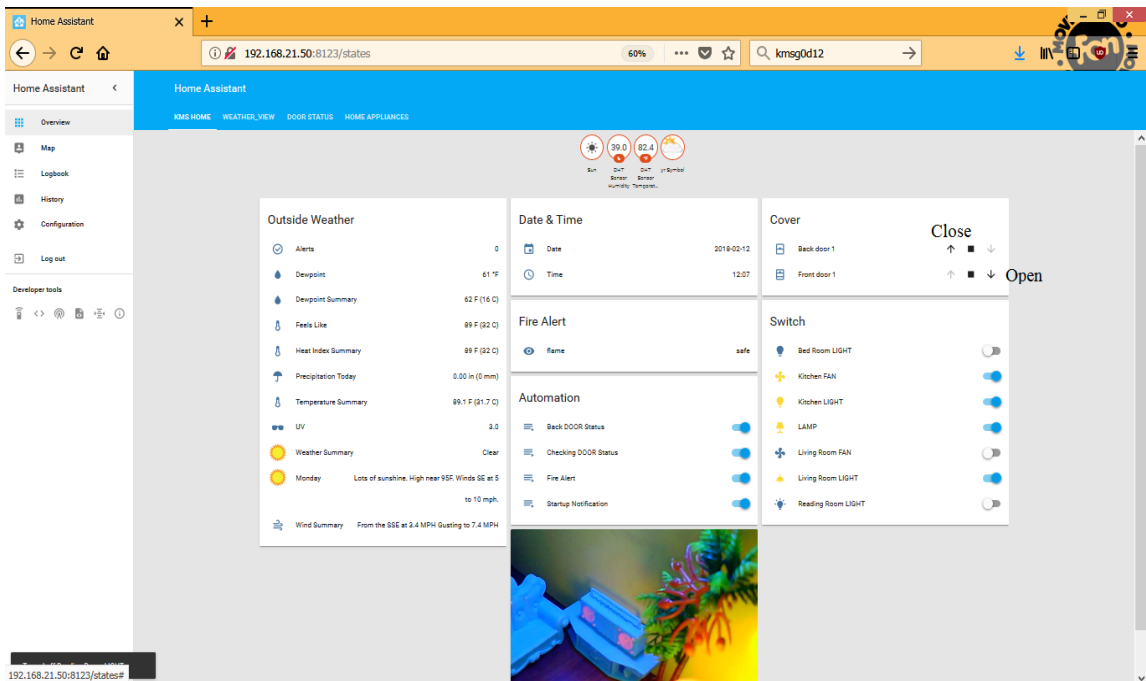 Home Assistant
192.168.21.50:8123/states
60%
kmsg0d12
Home Assistant
Home Assistant
Overview
Map
Logbook
History
Configuration
Log out
Developer tools
KMS HOME WEATHER_VIEW DOOR STATUS HOME APPLIANCES
39.0 82.4
Sun DHT Sensor Humidity DHT Sensor Temperat... yr Symbol
Outside Weather
Alerts 0
Dewpoint 61 °F
Dewpoint Summary 62 F (16 C)
Feels Like 89 F (32 C)
Heat Index Summary 89 F (32 C)
Precipitation Today 0.00 in (0 mm)
Temperature Summary 89.1 F (31.7 C)
UV 3.0
Weather Summary Clear
Monday Lots of sunshine. High near 95F. Winds SE at 5
to 10 mph.
Wind Summary From the SSE at 3.4 MPH Gusting to 7.4 MPH
Date & Time
Date 2018-02-12
Time 12:07
Fire Alert
flame safe
Automation
Back DOOR Status
Checking DOOR Status
Fire Alert
Startup Notification
Cover
Close
Back door 1
Front door 1 Open
Switch
Bed Room LIGHT
Kitchen FAN
Kitchen LIGHT
LAMP
Living Room FAN
Living Room LIGHT
Reading Room LIGHT
192.168.21.50:8123/states#